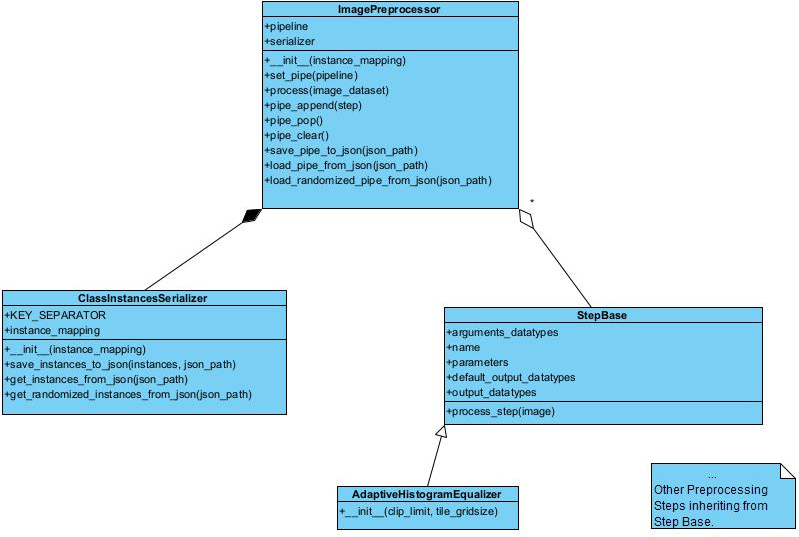 ImagePreprocessor
+pipeline
+serializer
+__init__(instance_mapping)
+set_pipe(pipeline)
+process(image_dataset)
+pipe_append(step)
+pipe_pop()
+pipe_clear()
+save_pipe_to_json(json_path)
+load_pipe_from_json(json_path)
+load_randomized_pipe_from_json(json_path)
*
ClassInstancesSerializer
+KEY_SEPARATOR
+instance_mapping
+__init__(instance_mapping)
+save_instances_to_json(instances, json_path)
+get_instances_from_json(json_path)
+get_randomized_instances_from_json(json_path)
StepBase
+arguments_datatypes
+name
+parameters
+default_output_datatypes
+output_datatypes
+process_step(image)
AdaptiveHistogramEqualizer
+__init__(clip_limit, tile_gridsize)
...
Other Preprocessing
Steps inheriting from
Step Base.